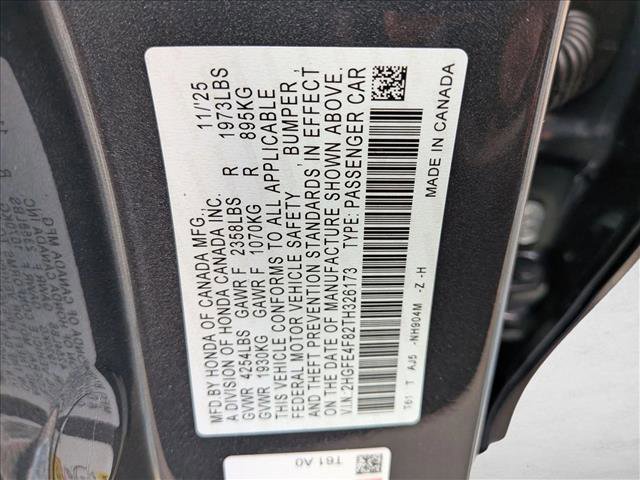 MFD.BY HONDA OF CANADA MFG., 11/25
A DIVISION OF HONDA CANADA INC.
GVWR 4254LBS GAWR F 2358LBS R 1973LBS
GVWR 1930KG GAWR F 1070KG R 895KG
THIS VEHICLE CONFORMS TO ALL APPLICABLE
FEDERAL MOTOR VEHICLE SAFETY, BUMPER,
AND THEFT PREVENTION STANDARDS IN EFFECT
ON THE DATE OF MANUFACTURE SHOWN ABOVE.
V.I.N.:2HGFE4F82TH326173 TYPE:PASSENGER CAR
T61 T AJ5 -NH904M -Z -H MADE IN CANADA
T61 A0